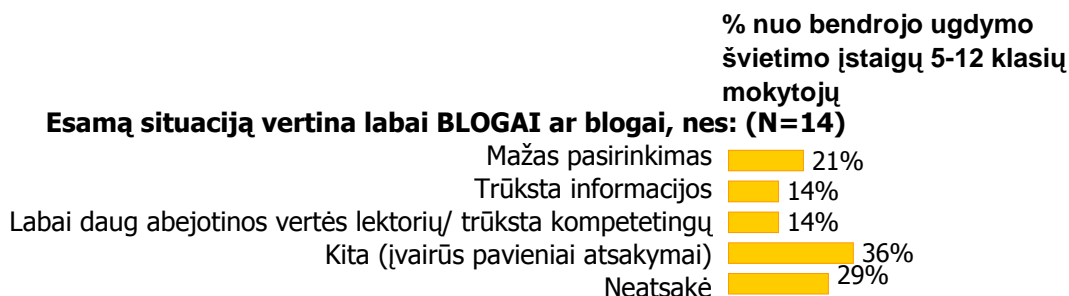 % nuo bendrojo ugdymo
švietimo įstaigų 5-12 klasių
mokytojų
Esamą situaciją vertina labai BLOGAI ar blogai, nes: (N=14)
Mažas pasirinkimas 21%
Trūksta informacijos 14%
Labai daug abejotinos vertės lektorių/ trūksta kompetetingų 14%
Kita (įvairūs pavieniai atsakymai) 36%
Neatsakė 29%